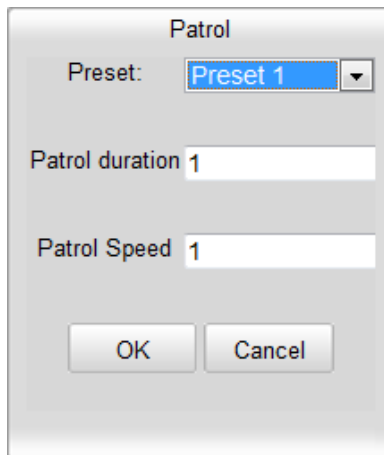 Patrol
Preset: Preset 1
Patrol duration 1
Patrol Speed 1
OK Cancel